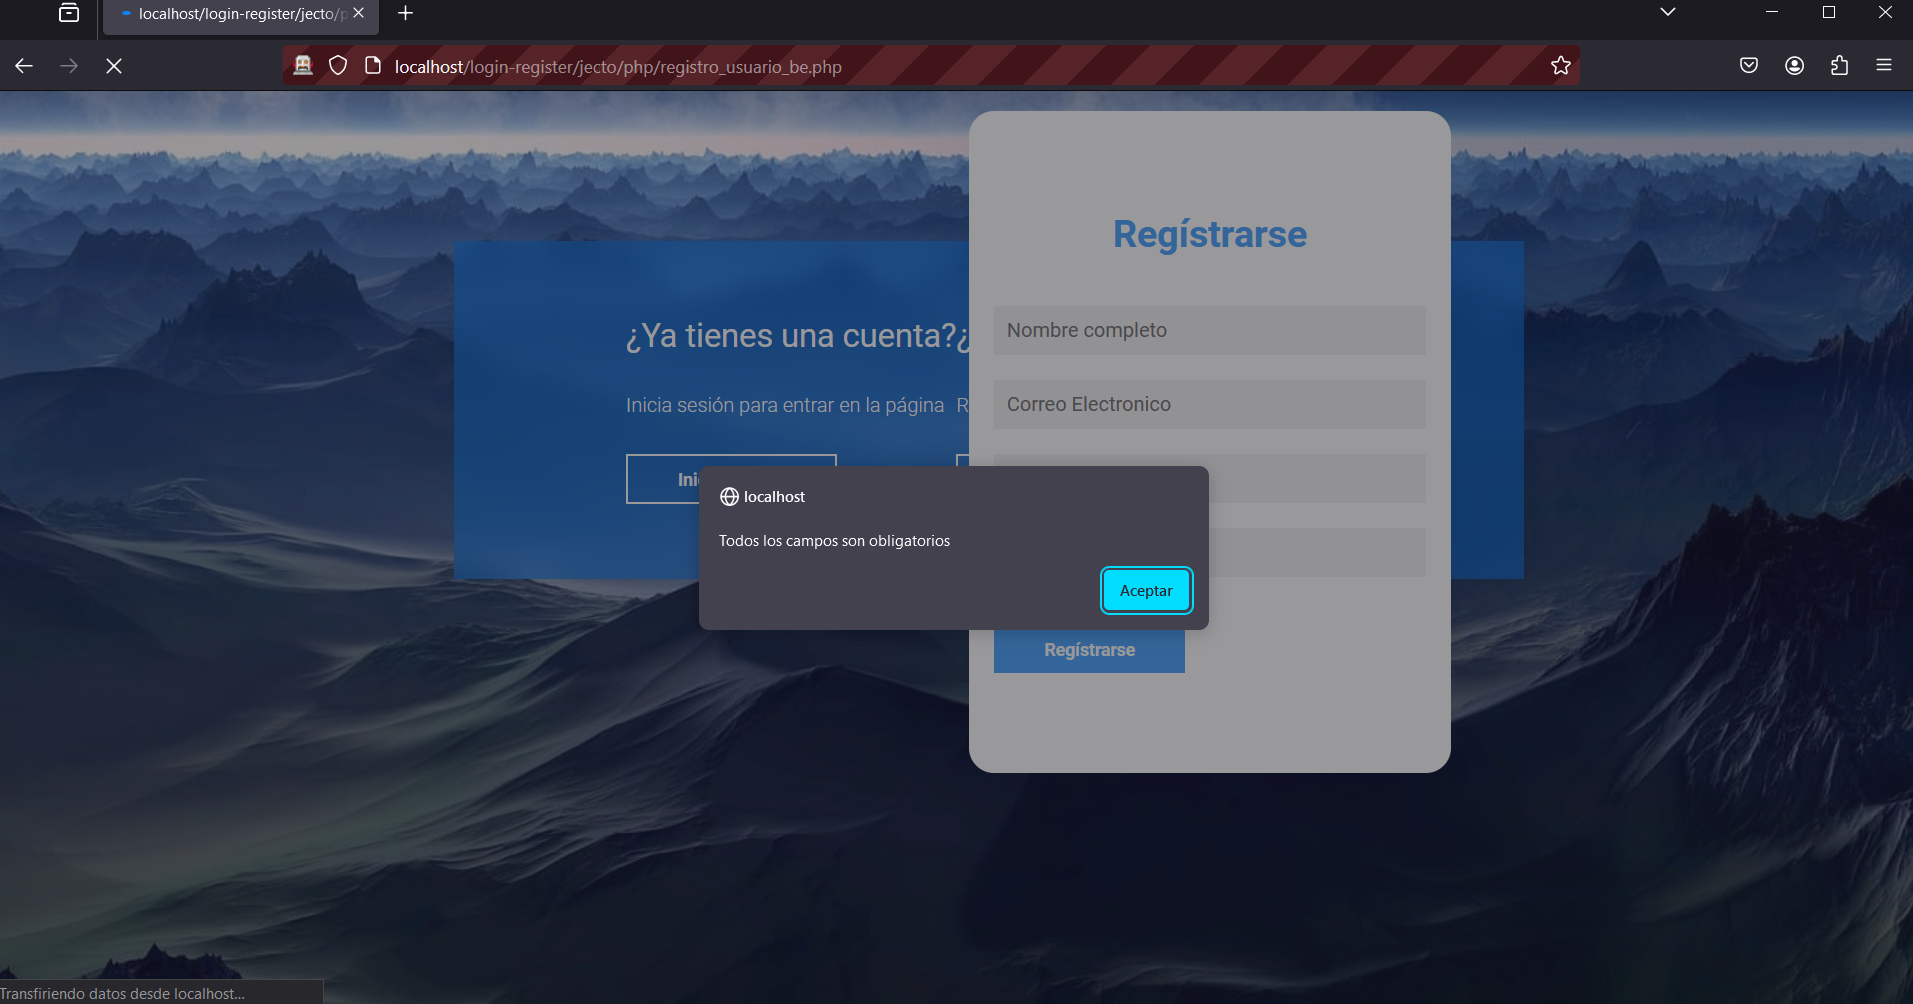 localhost/login-register/jecto/p
localhost/login-register/jecto/php/registro_usuario_be.php
Regístrarse
¿Ya tienes una cuenta?¿
Nombre completo
Inicia sesión para entrar en la página R
Correo Electronico
Ini
localhost
Todos los campos son obligatorios
Aceptar
Regístrarse
Transfiriendo datos desde localhost...